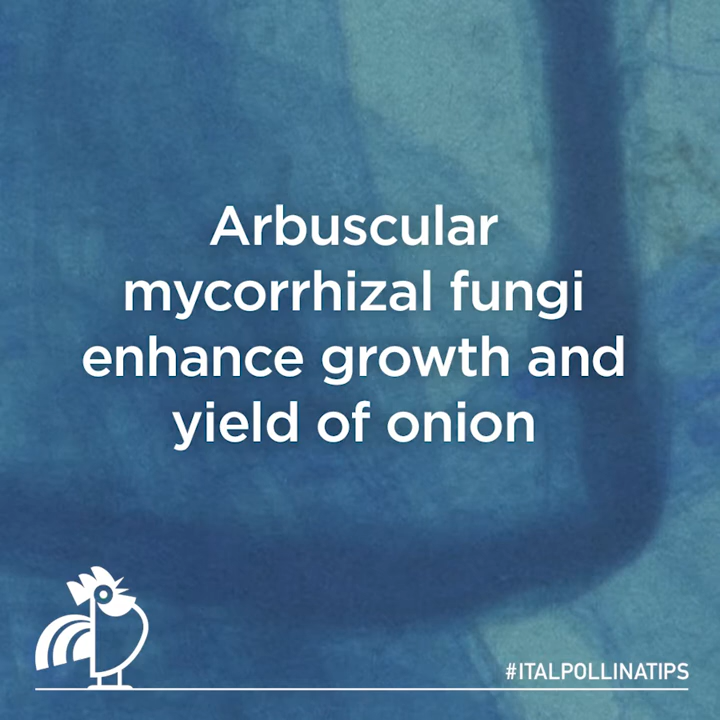 Arbuscular
mycorrhizal fungi
enhance growth and
yield of onion
#ITALPOLLINATIPS